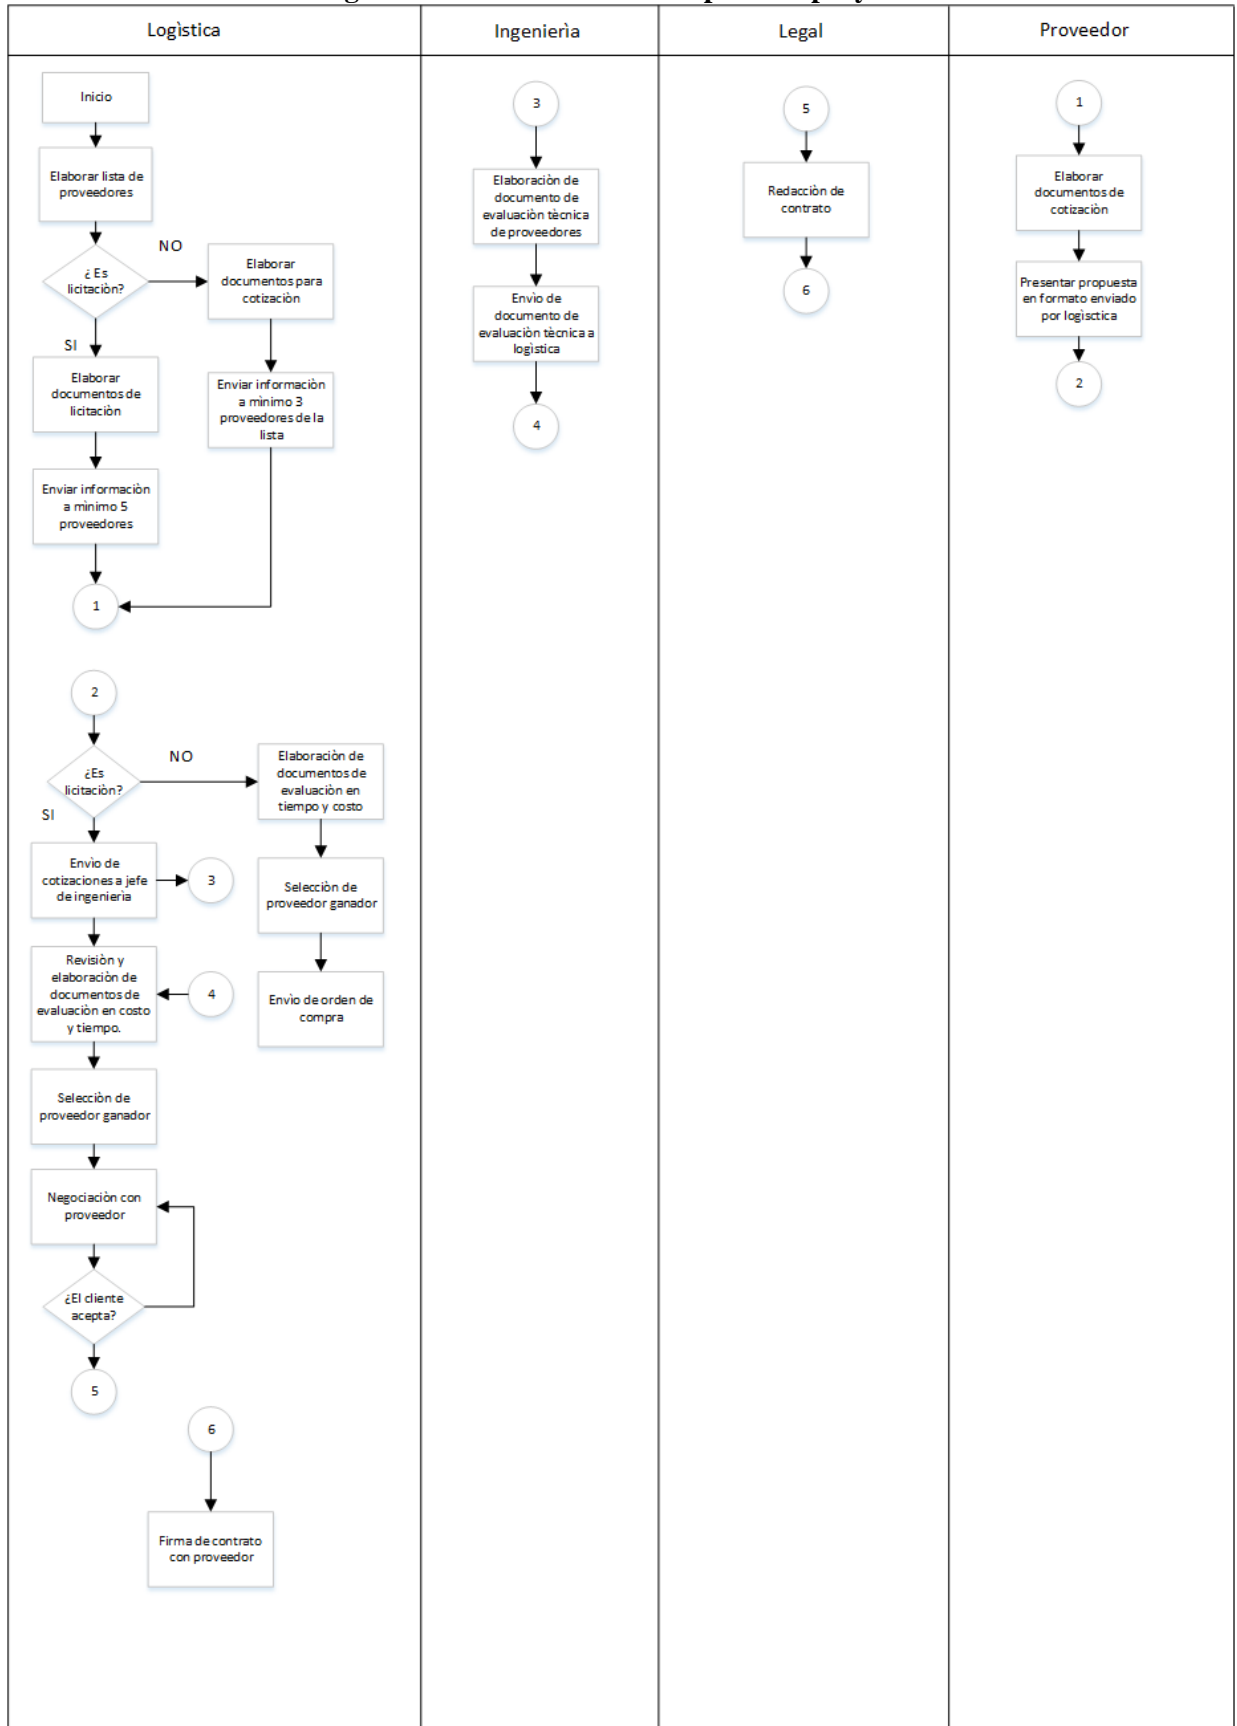 Logìstica
Ingenierìa
Legal
Proveedor
Inicio
Elaborar lista de
proveedores
¿ Es
licitaciòn?
NO
SI
Elaborar
documentos para
cotizaciòn
Elaborar
documentos de
licitaciòn
Enviar informaciòn
a mìnimo 3
proveedores de la
lista
Enviar informaciòn
a mìnimo 5
proveedores
1
2
¿Es
licitaciòn?
NO
SI
Elaboraciòn de
documentos de
evaluaciòn en
tiempo y costo
Envìo de
cotizaciones a jefe
de ingenierìa
3
Selecciòn de
proveedor ganador
Revisiòn y
elaboraciòn de
documentos de
evaluaciòn en costo
y tiempo.
4
Envìo de orden de
compra
Selecciòn de
proveedor ganador
Negociaciòn con
proveedor
¿El cliente
acepta?
5
6
Firma de contrato
con proveedor
3
Elaboraciòn de
documento de
evaluaciòn tècnica
de proveedores
Envìo de
documento de
evaluaciòn tècnica a
logìstica
4
5
Redacciòn de
contrato
6
1
Elaborar
documentos de
cotizaciòn
Presentar propuesta
en formato enviado
por logìsctica
2